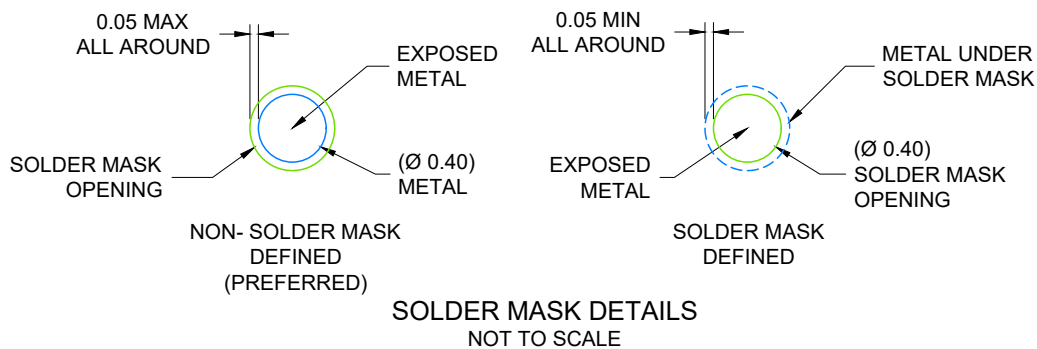 0.05 MAX
ALL AROUND
EXPOSED
METAL
SOLDER MASK
OPENING
(Ø 0.40)
METAL
NON- SOLDER MASK
DEFINED
(PREFERRED)
0.05 MIN
ALL AROUND
METAL UNDER
SOLDER MASK
EXPOSED
METAL
(Ø 0.40)
SOLDER MASK
OPENING
SOLDER MASK
DEFINED
SOLDER MASK DETAILS
NOT TO SCALE